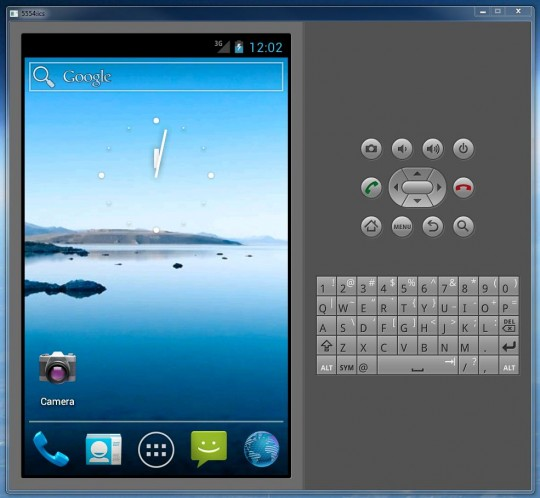 5554:ics
3G 12:02
Google
Camera
MENU
1 ! 2 @ 3 # 4 $ 5 % 6 ^ 7 & 8 * 9 ( 0 )
Q | W ~ E " R ` T { Y } U _ I - O + P =
A S \ D ' F [ G ] H < J > K ; L : DEL
Z X C V B N M .
ALT SYM @ / ? , ALT